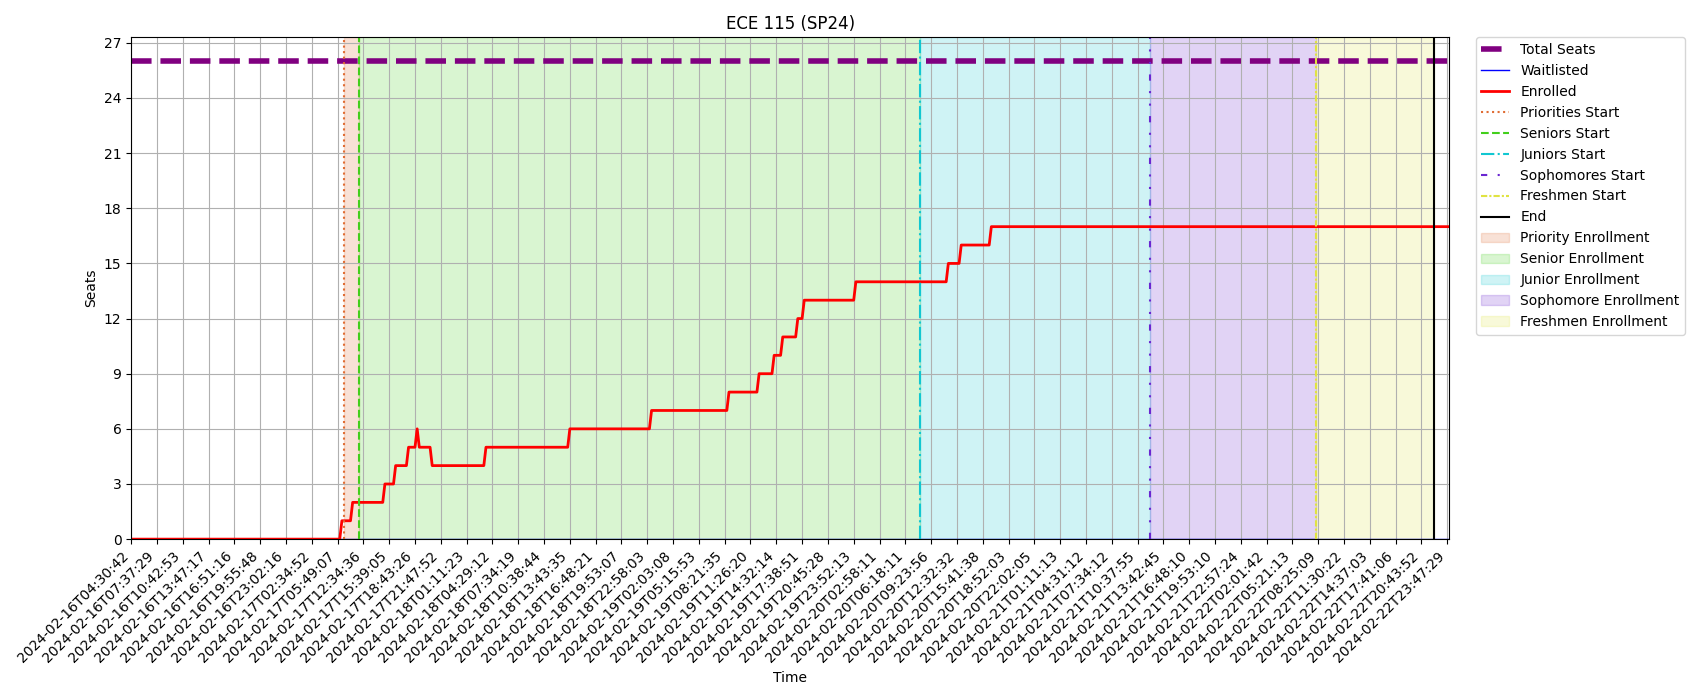 ECE 115 (SP24)
27
24
21
18
15
12
9
6
3
0
Seats
2024-02-16T04:30:42
2024-02-16T07:37:29
2024-02-16T10:42:53
2024-02-16T13:47:17
2024-02-16T16:51:16
2024-02-16T19:55:48
2024-02-16T23:02:16
2024-02-17T02:34:52
2024-02-17T05:49:07
2024-02-17T12:34:36
2024-02-17T15:39:05
2024-02-17T18:43:26
2024-02-17T21:47:52
2024-02-18T01:11:23
2024-02-18T04:29:12
2024-02-18T07:34:19
2024-02-18T10:38:44
2024-02-18T13:43:35
2024-02-18T16:48:21
2024-02-18T19:53:07
2024-02-18T22:58:03
2024-02-19T02:03:08
2024-02-19T05:15:53
2024-02-19T08:21:35
2024-02-19T11:26:20
2024-02-19T14:32:14
2024-02-19T17:38:51
2024-02-19T20:45:28
2024-02-19T23:52:13
2024-02-20T02:58:11
2024-02-20T06:18:11
2024-02-20T09:23:56
2024-02-20T12:32:32
2024-02-20T15:41:38
2024-02-20T18:52:03
2024-02-20T22:02:05
2024-02-21T01:11:13
2024-02-21T04:31:12
2024-02-21T07:34:12
2024-02-21T10:37:55
2024-02-21T13:42:45
2024-02-21T16:48:10
2024-02-21T19:53:10
2024-02-21T22:57:24
2024-02-22T02:01:42
2024-02-22T05:21:13
2024-02-22T08:25:09
2024-02-22T11:30:22
2024-02-22T14:37:03
2024-02-22T17:41:06
2024-02-22T20:43:52
2024-02-22T23:47:29
Time
Total Seats
Waitlisted
Enrolled
Priorities Start
Seniors Start
Juniors Start
Sophomores Start
Freshmen Start
End
Priority Enrollment
Senior Enrollment
Junior Enrollment
Sophomore Enrollment
Freshmen Enrollment